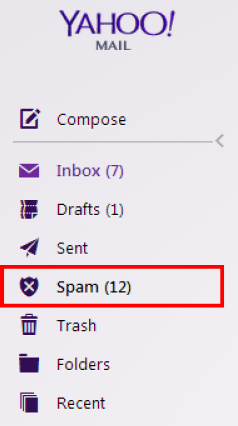 YAHOO!
MAIL
Compose
Inbox (7)
Drafts (1)
Sent
Spam (12)
Trash
Folders
Recent